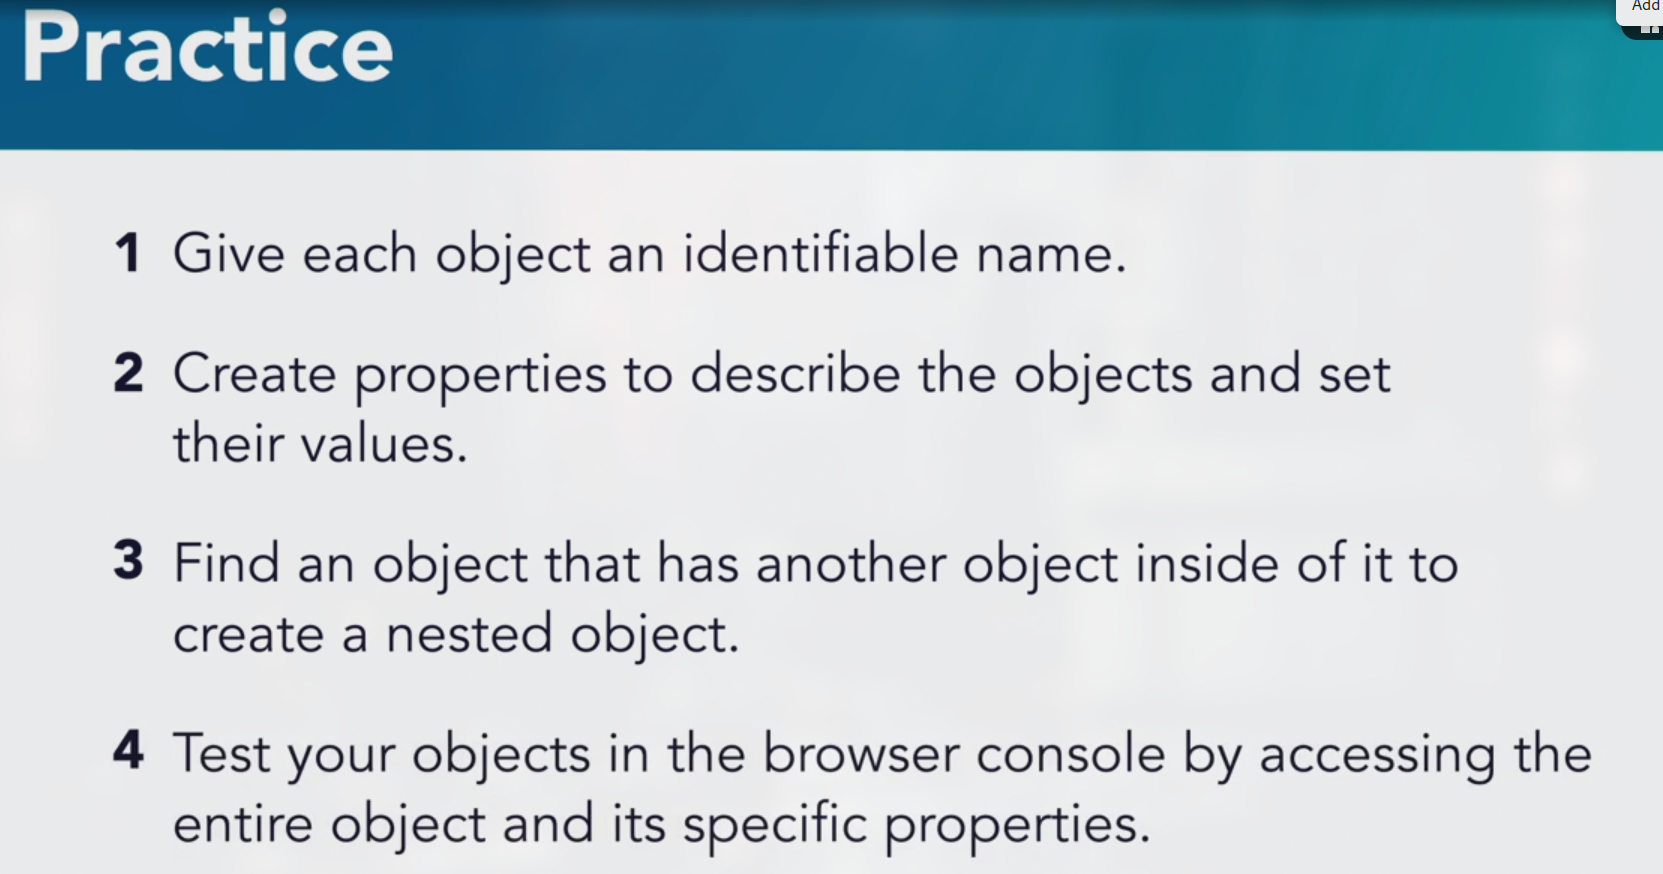 Add
Practice
1 Give each object an identifiable name.
2 Create properties to describe the objects and set
their values.
3 Find an object that has another object inside of it to
create a nested object.
4 Test your objects in the browser console by accessing the
entire object and its specific properties.